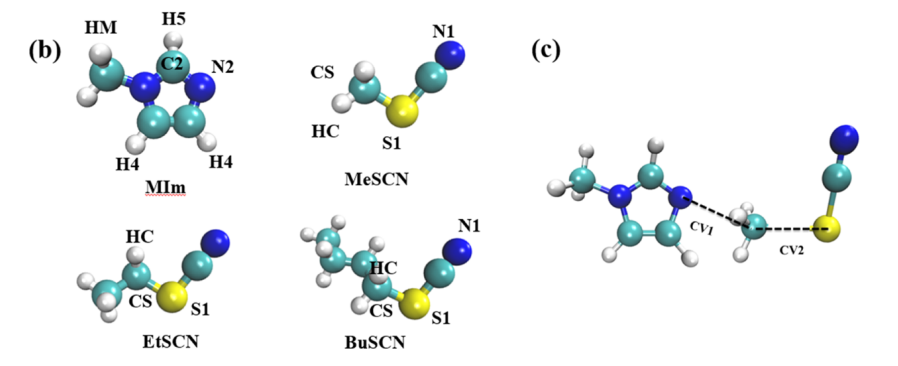 (b)
HM
H5
C2
N2
H4
H4
MIm
N1
CS
HC
S1
MeSCN
HC
CS
S1
EtSCN
N1
HC
CS
S1
BuSCN
(c)
CV1
CV2